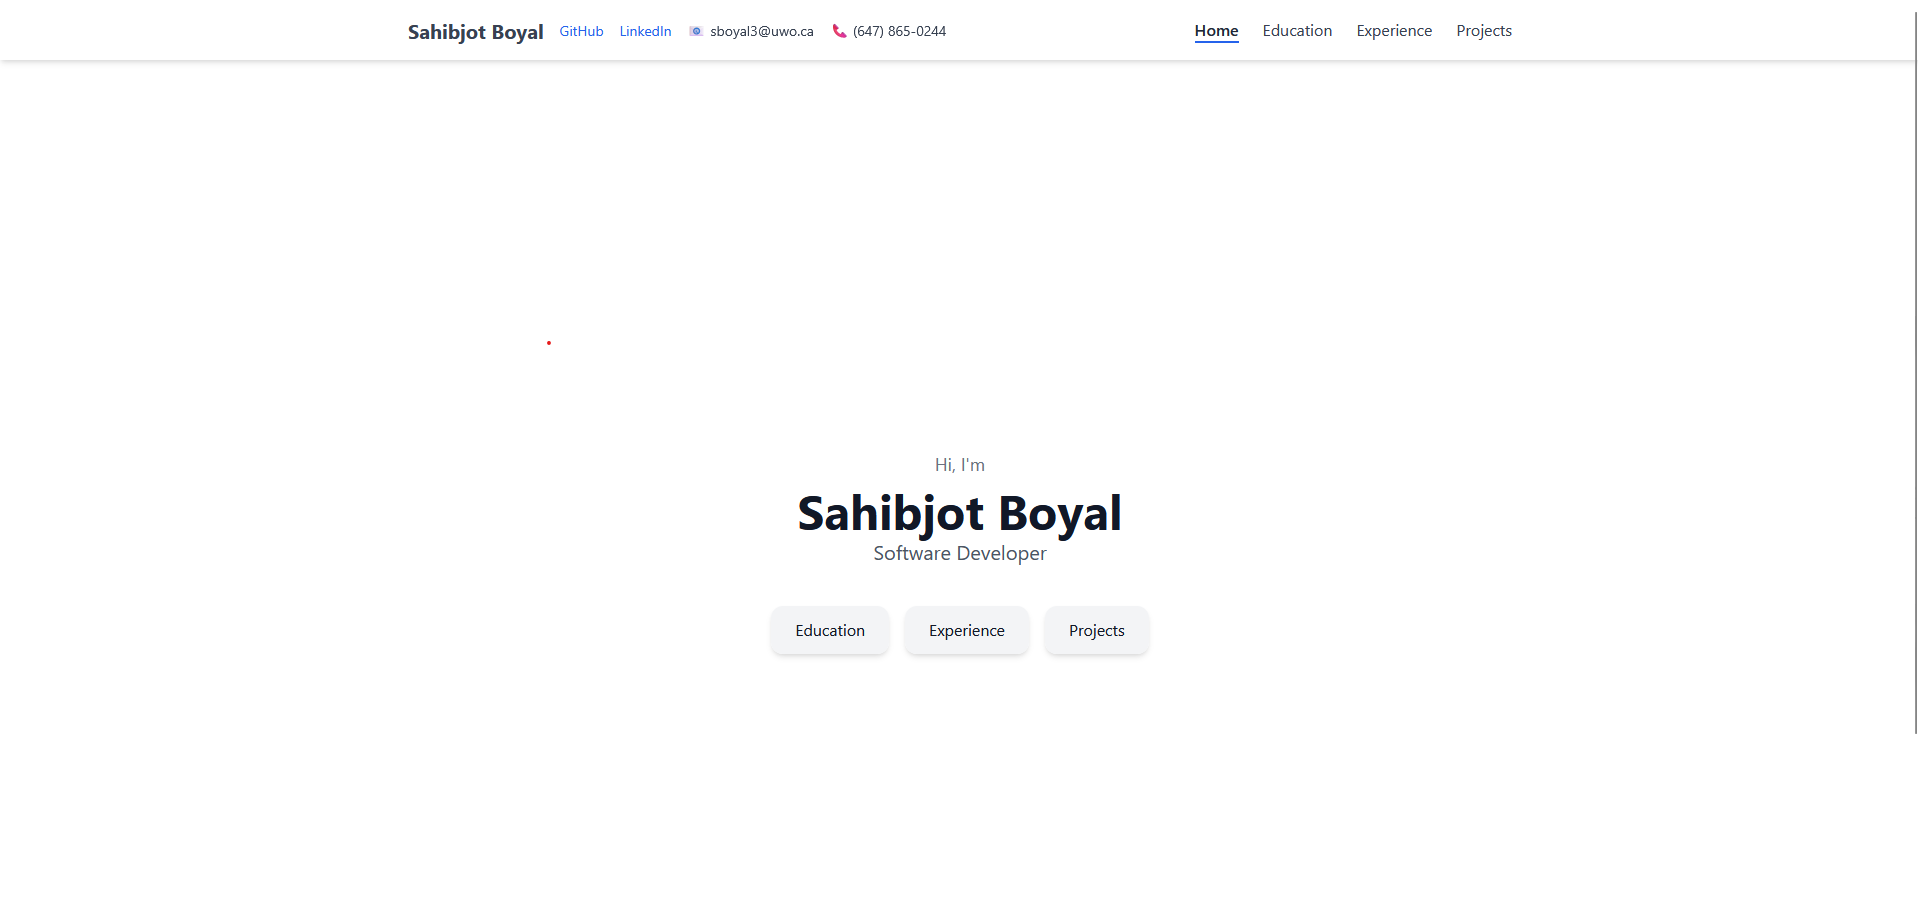 Sahibjot Boyal GitHub LinkedIn sboyal3@uwo.ca (647) 865-0244 Home Education Experience Projects
Hi, I'm
Sahibjot Boyal
Software Developer
Education Experience Projects